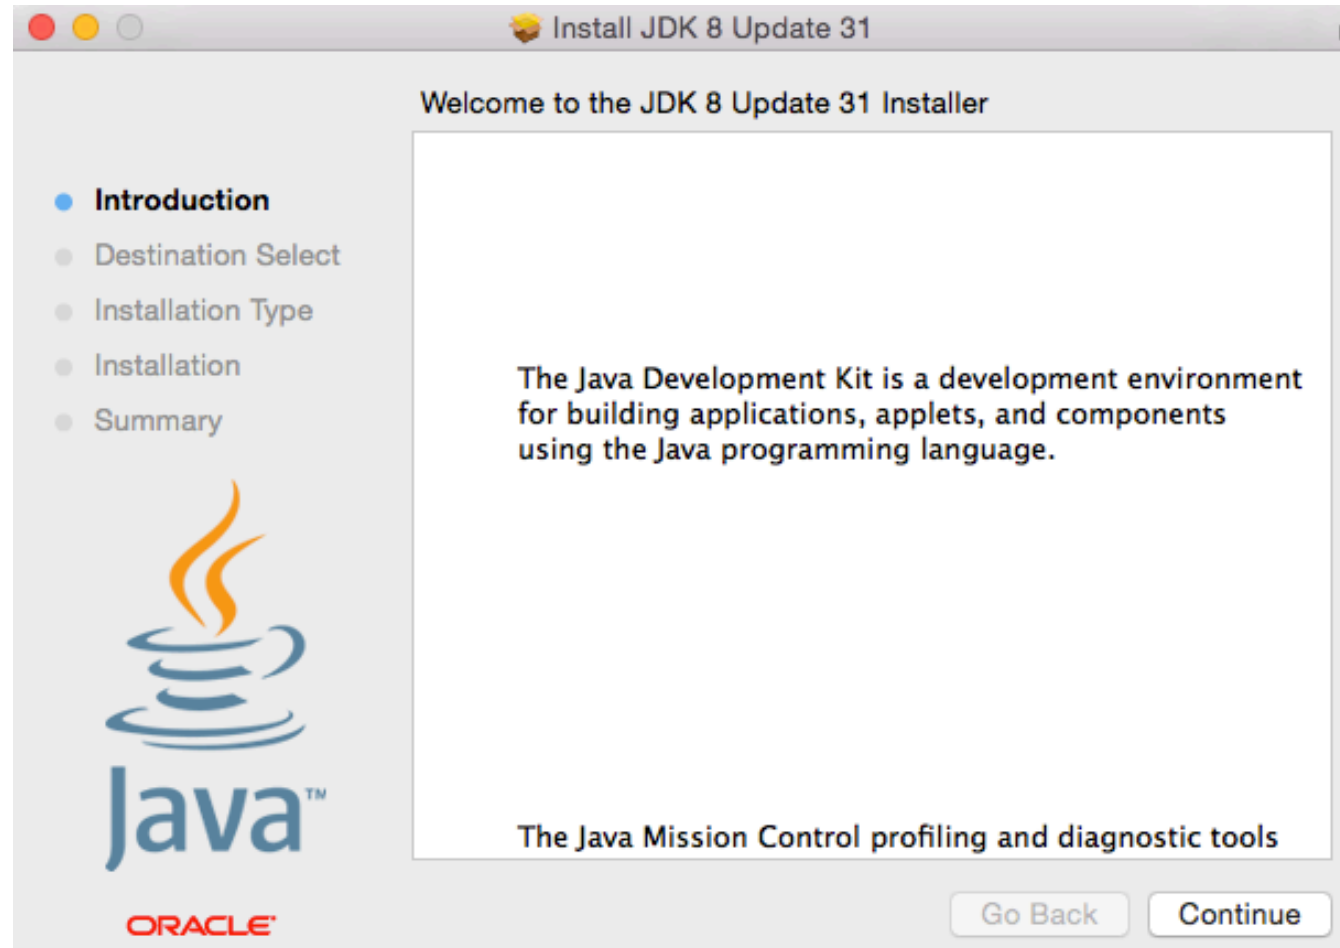 Install JDK 8 Update 31
Welcome to the JDK 8 Update 31 Installer
Introduction
Destination Select
Installation Type
Installation
Summary
The Java Development Kit is a development environment
for building applications, applets, and components
using the Java programming language.
The Java Mission Control profiling and diagnostic tools
Java™
ORACLE®
Go Back
Continue